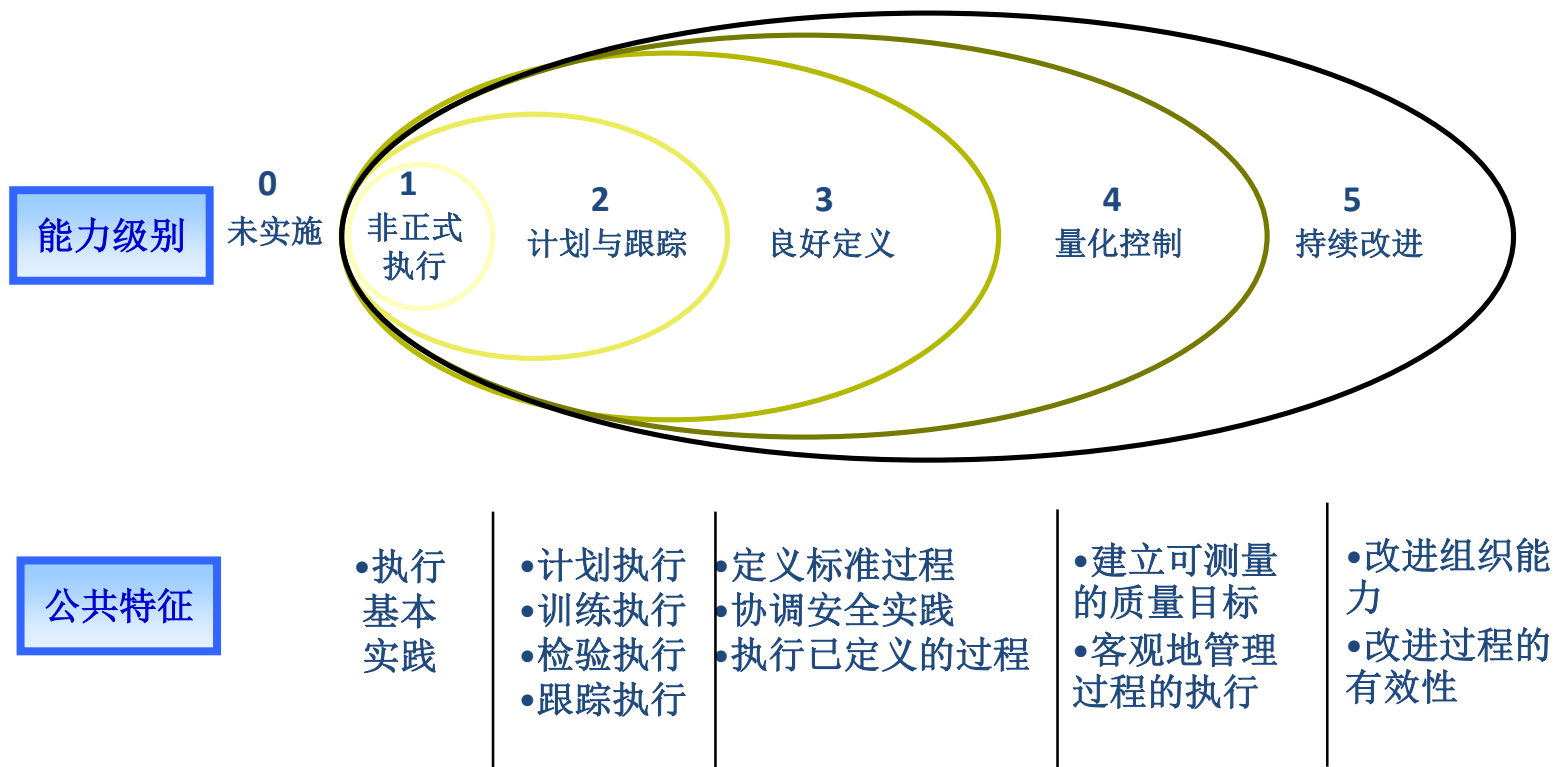 能力级别
0
未实施
1
非正式
执行
2
计划与跟踪
3
良好定义
4
量化控制
5
持续改进
公共特征
•执行
基本
实践
•计划执行
•训练执行
•检验执行
•跟踪执行
•定义标准过程
•协调安全实践
•执行已定义的过程
•建立可测量
的质量目标
•客观地管理
过程的执行
•改进组织能
力
•改进过程的
有效性